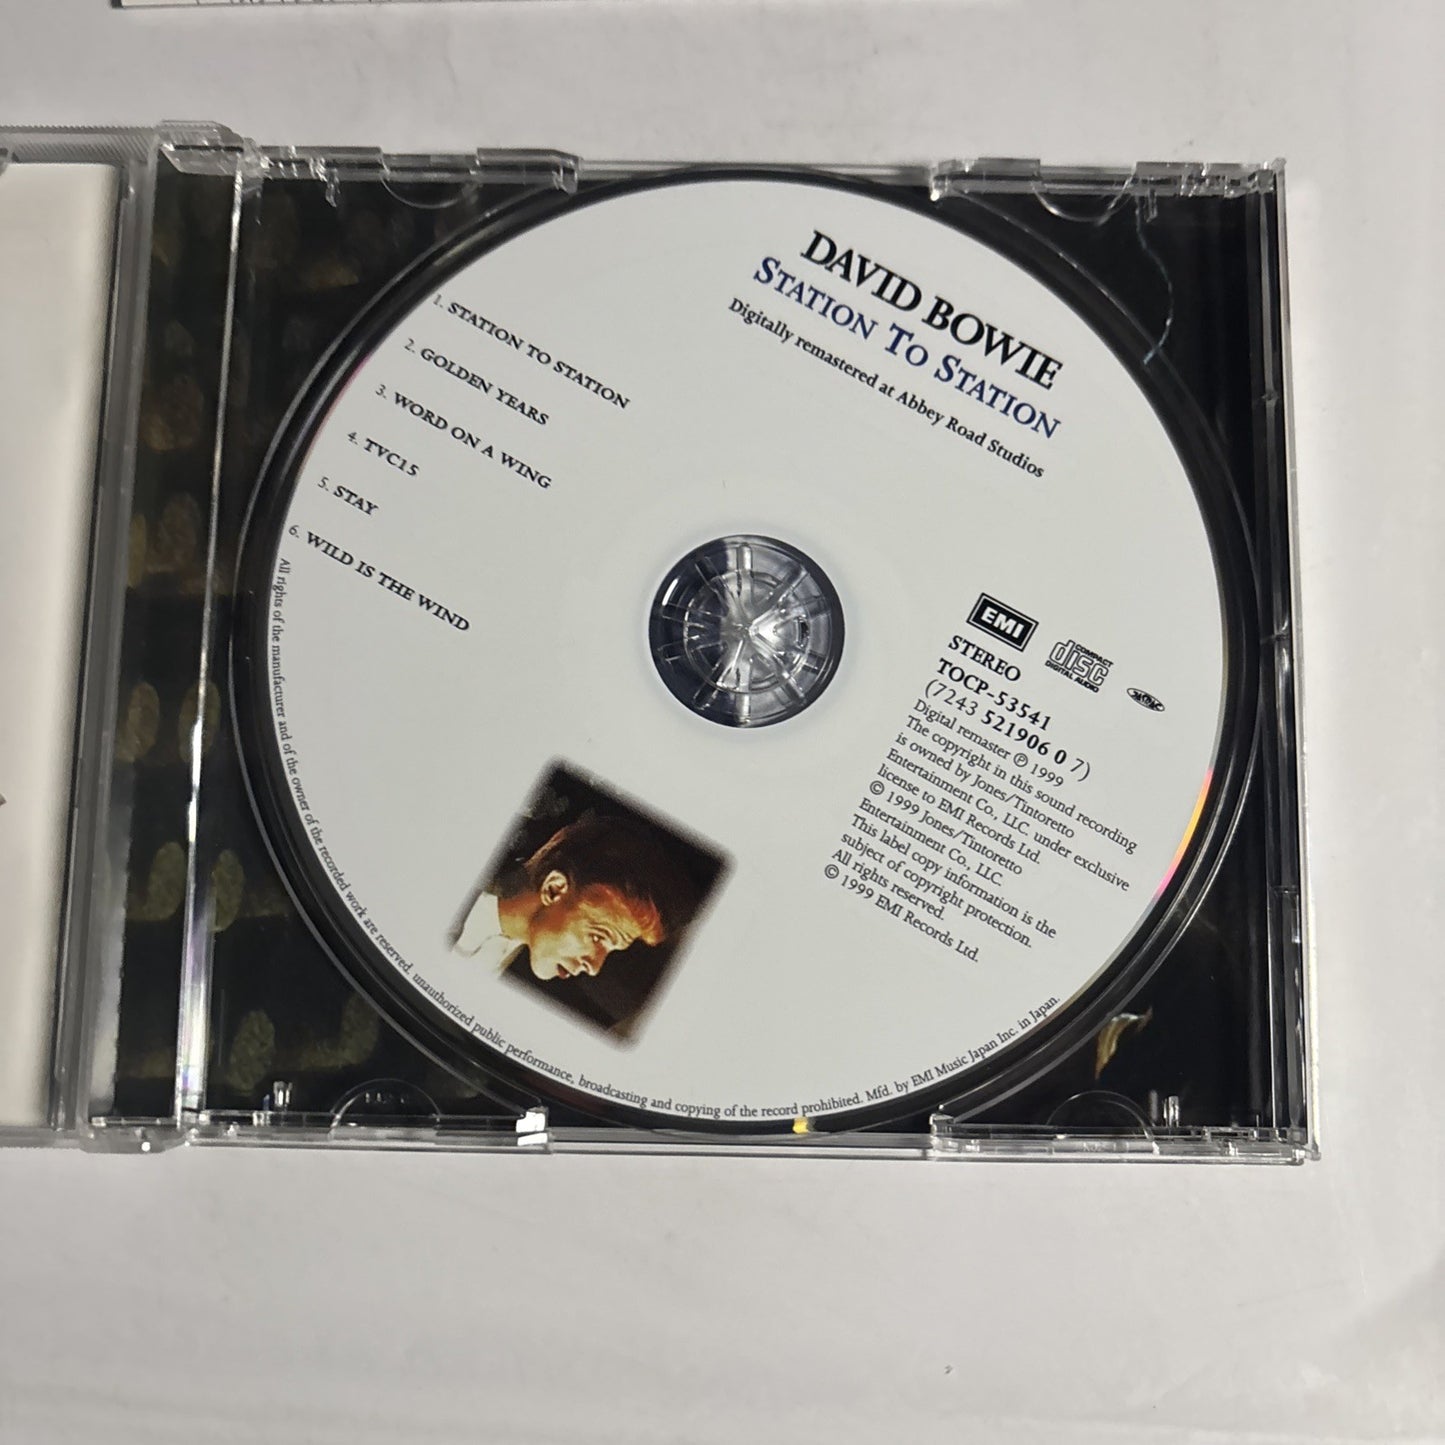 DAVID BOWIE
STATION TO STATION
Digitally remastered at Abbey Road Studios
1. STATION TO STATION
2. GOLDEN YEARS
3. WORD ON A WING
4. TVC15
5. STAY
6. WILD IS THE WIND
EMI
COMPACT
disc
DIGITAL AUDIO
STEREO
TOCP-53541
(7243 521906 0 7)
Digital remaster ℗ 1999
The copyright in this sound recording
is owned by Jones/Tintoretto
Entertainment Co., LLC. under exclusive
license to EMI Records Ltd.
© 1999 Jones/Tintoretto
Entertainment Co., LLC.
This label copy information is the
subject of copyright protection.
All rights reserved.
© 1999 EMI Records Ltd.
All rights of the manufacturer and of the owner of the recorded work are reserved. unauthorized public performance, broadcasting and copying of the record prohibited. Mfd. by EMI Music Japan Inc. in Japan.